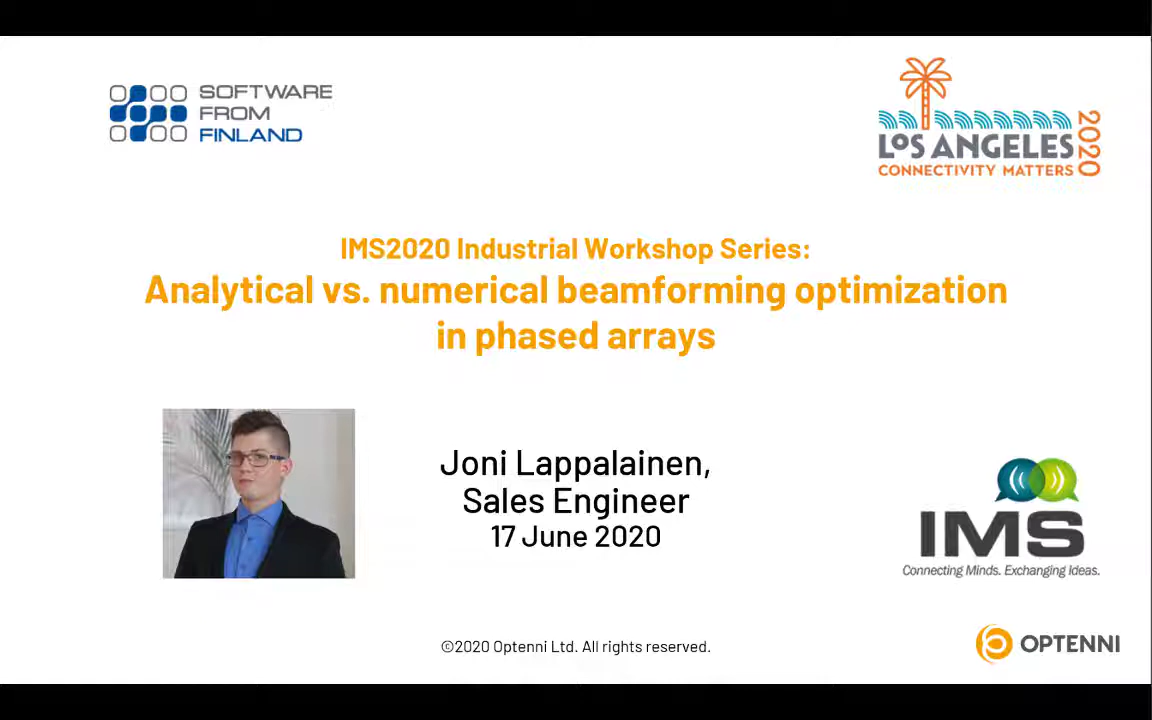 SOFTWARE
FROM
FINLAND
LOS ANGELES
2020
CONNECTIVITY MATTERS
IMS2020 Industrial Workshop Series:
Analytical vs. numerical beamforming optimization
in phased arrays
Joni Lappalainen,
Sales Engineer
17 June 2020
IMS
Connecting Minds. Exchanging Ideas.
©2020 Optenni Ltd. All rights reserved.
OPTENNI